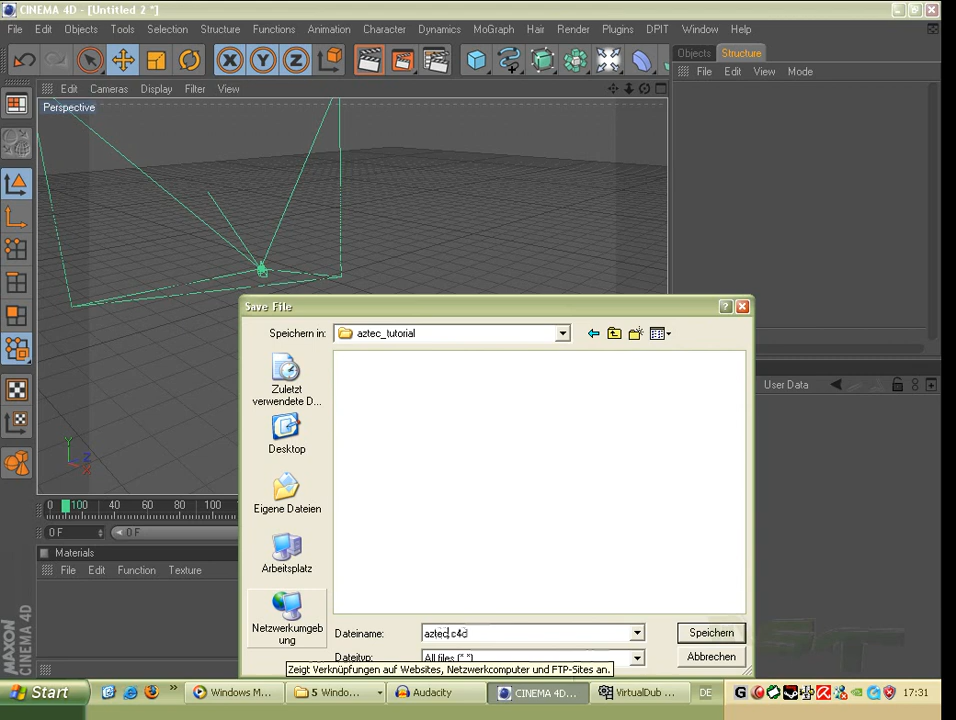 CINEMA 4D - [Untitled 2 *]
File Edit Objects Tools Selection Structure Functions Animation Character Dynamics MoGraph Hair Render Plugins DPIT Window Help
X Y Z
Objects Structure
File Edit View Mode
Edit Cameras Display Filter View
Perspective
Save File
Speichern in: aztec_tutorial
Zuletzt
verwendete D...
Desktop
User Data
Eigene Dateien
Y
Z
X
0 100 40 60 80 100
0 F 0 F
Arbeitsplatz
Materials
File Edit Function Texture
Netzwerkumgeb
ung
Dateiname: aztec.c4d Speichern
Dateityp: All files (*.*) Abbrechen
Zeigt Verknüpfungen auf Websites, Netzwerkcomputer und FTP-Sites an.
MAXON
CINEMA 4D
Start Windows M... 5 Windo... Audacity CINEMA 4D... VirtualDub ... DE 17:31